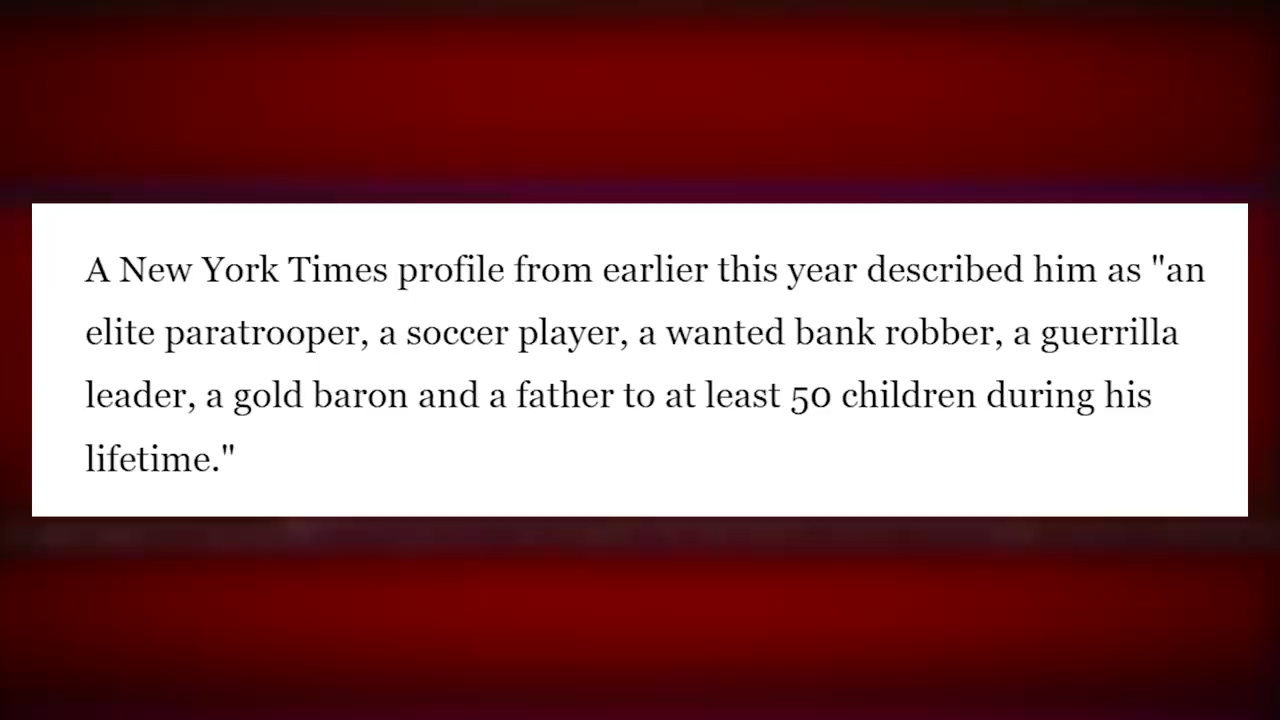 A New York Times profile from earlier this year described him as "an
elite paratrooper, a soccer player, a wanted bank robber, a guerrilla
leader, a gold baron and a father to at least 50 children during his
lifetime."